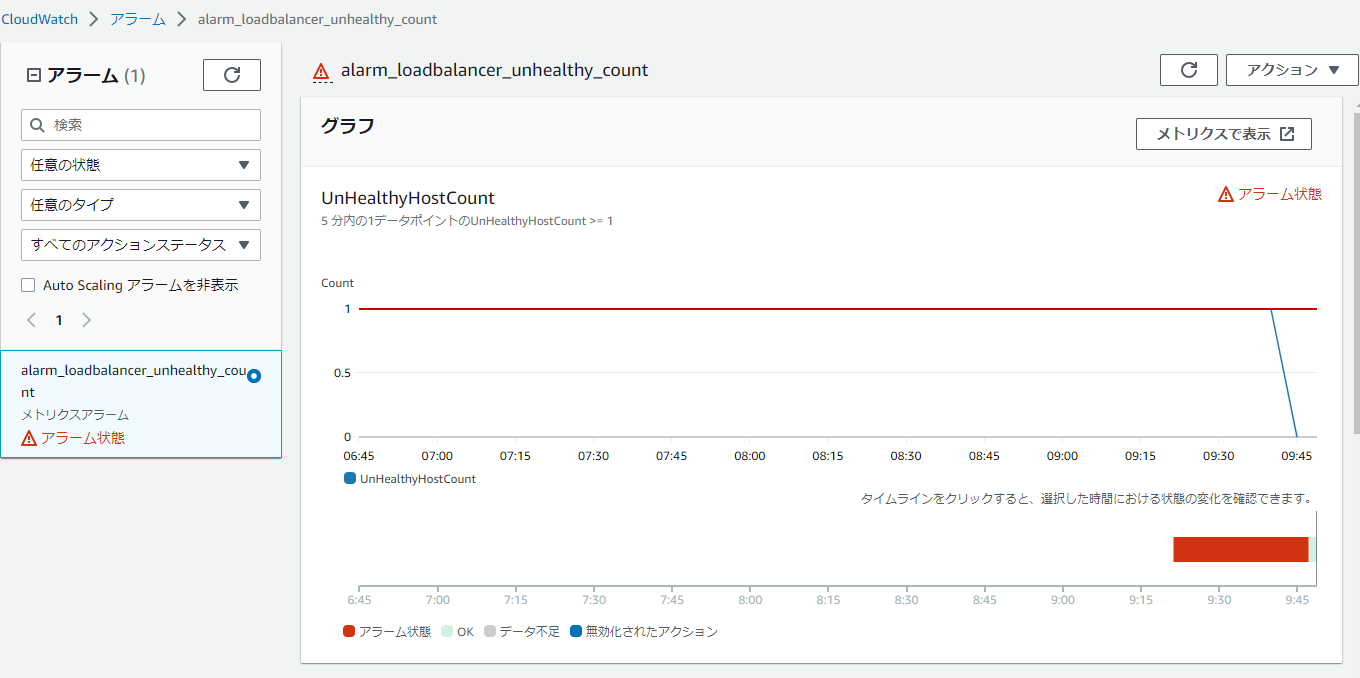 CloudWatch > アラーム > alarm_loadbalancer_unhealthy_count
アラーム (1)
検索
任意の状態
任意のタイプ
すべてのアクションステータス
Auto Scaling アラームを非表示
1
alarm_loadbalancer_unhealthy_cou
nt
メトリクスアラーム
アラーム状態
alarm_loadbalancer_unhealthy_count
アクション
グラフ
メトリクスで表示
UnHealthyHostCount
アラーム状態
5 分内の1データポイントのUnHealthyHostCount >= 1
Count
1
0.5
0
06:45 07:00 07:15 07:30 07:45 08:00 08:15 08:30 08:45 09:00 09:15 09:30 09:45
UnHealthyHostCount
タイムラインをクリックすると、選択した時間における状態の変化を確認できます。
6:45 7:00 7:15 7:30 7:45 8:00 8:15 8:30 8:45 9:00 9:15 9:30 9:45
アラーム状態 OK データ不足 無効化されたアクション